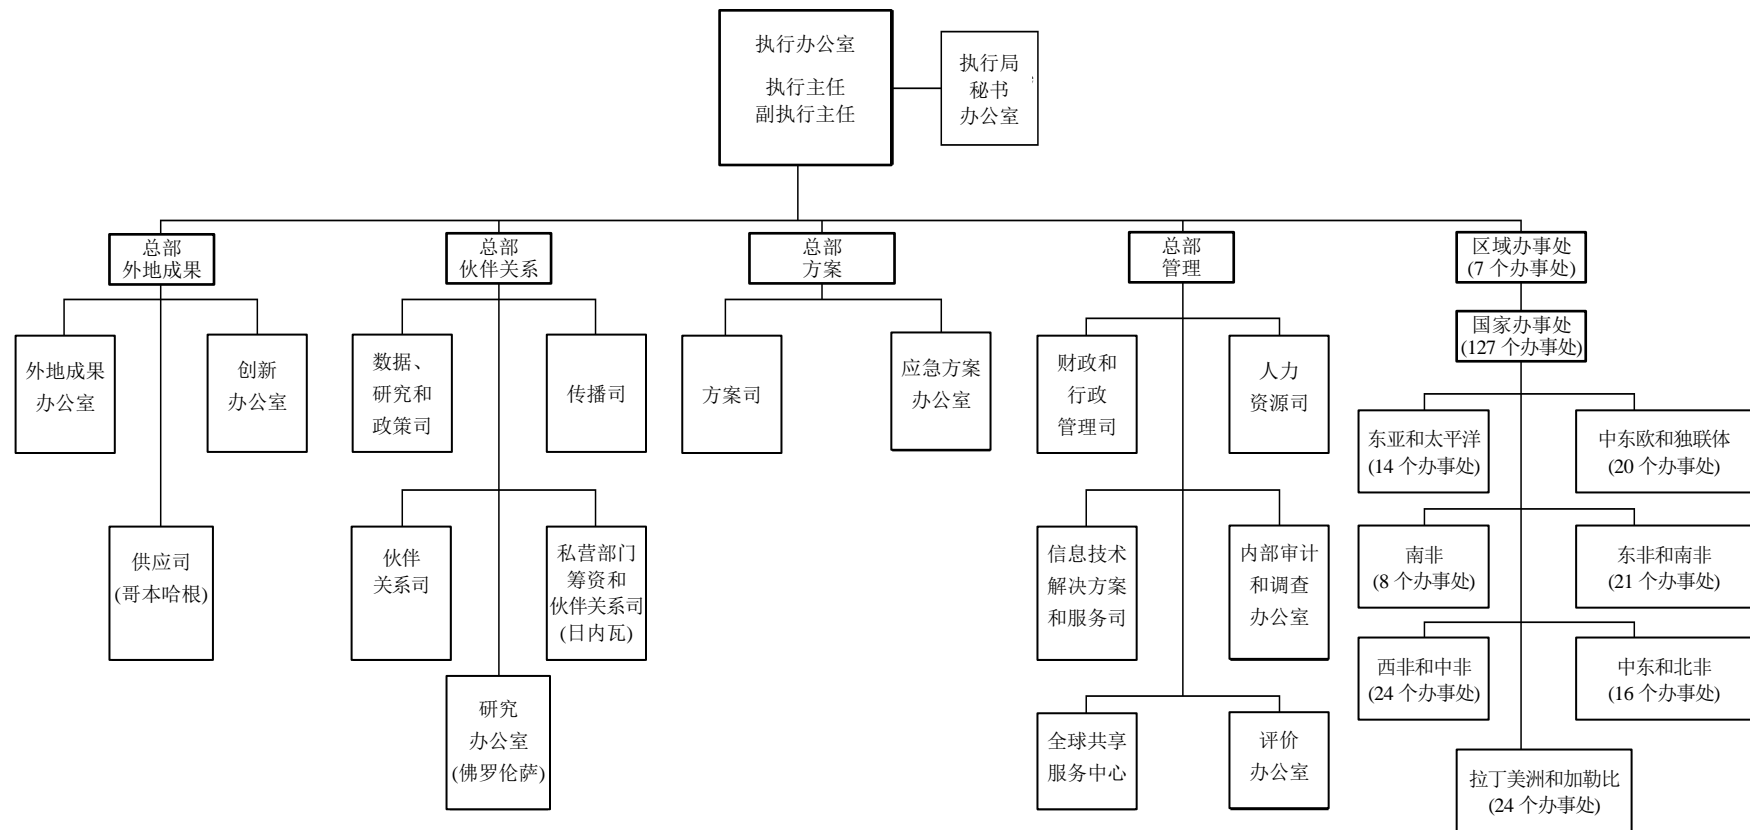 执行办公室
执行主任
副执行主任
执行局
秘书
办公室
总部
外地成果
总部
伙伴关系
总部
方案
总部
管理
区域办事处
(7 个办事处)
国家办事处
(127 个办事处)
外地成果
办公室
创新
办公室
数据、
研究和
政策司
传播司
方案司
应急方案
办公室
财政和
行政
管理司
人力
资源司
东亚和太平洋
(14 个办事处)
中东欧和独联体
(20 个办事处)
供应司
(哥本哈根)
伙伴
关系司
私营部门
筹资和
伙伴关系司
(日内瓦)
信息技术
解决方案
和服务司
内部审计
和调查
办公室
南非
(8 个办事处)
东非和南非
(21 个办事处)
西非和中非
(24 个办事处)
中东和北非
(16 个办事处)
研究
办公室
(佛罗伦萨)
全球共享
服务中心
评价
办公室
拉丁美洲和加勒比
(24 个办事处)